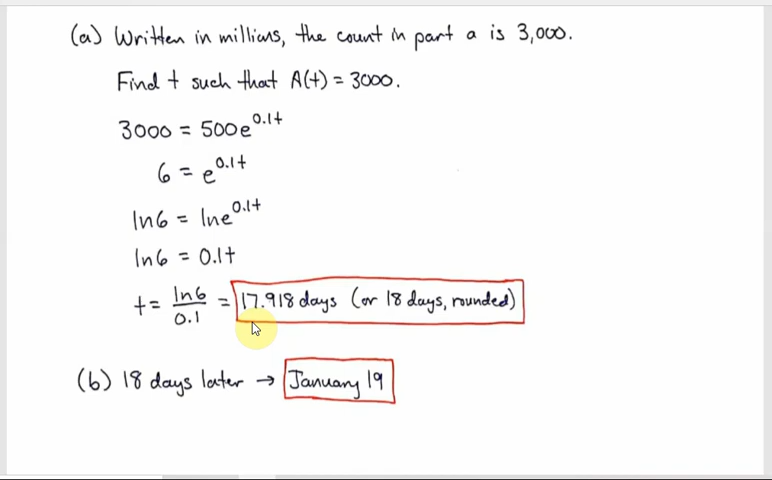 (a) Written in millions, the count in part a is 3,000.
Find t such that A(t) = 3000.
3000 = 500e^0.1t
6 = e^0.1t
ln6 = lne^0.1t
ln6 = 0.1t
t = ln6/0.1 = 17.918 days (or 18 days, rounded)
(b) 18 days later → January 19